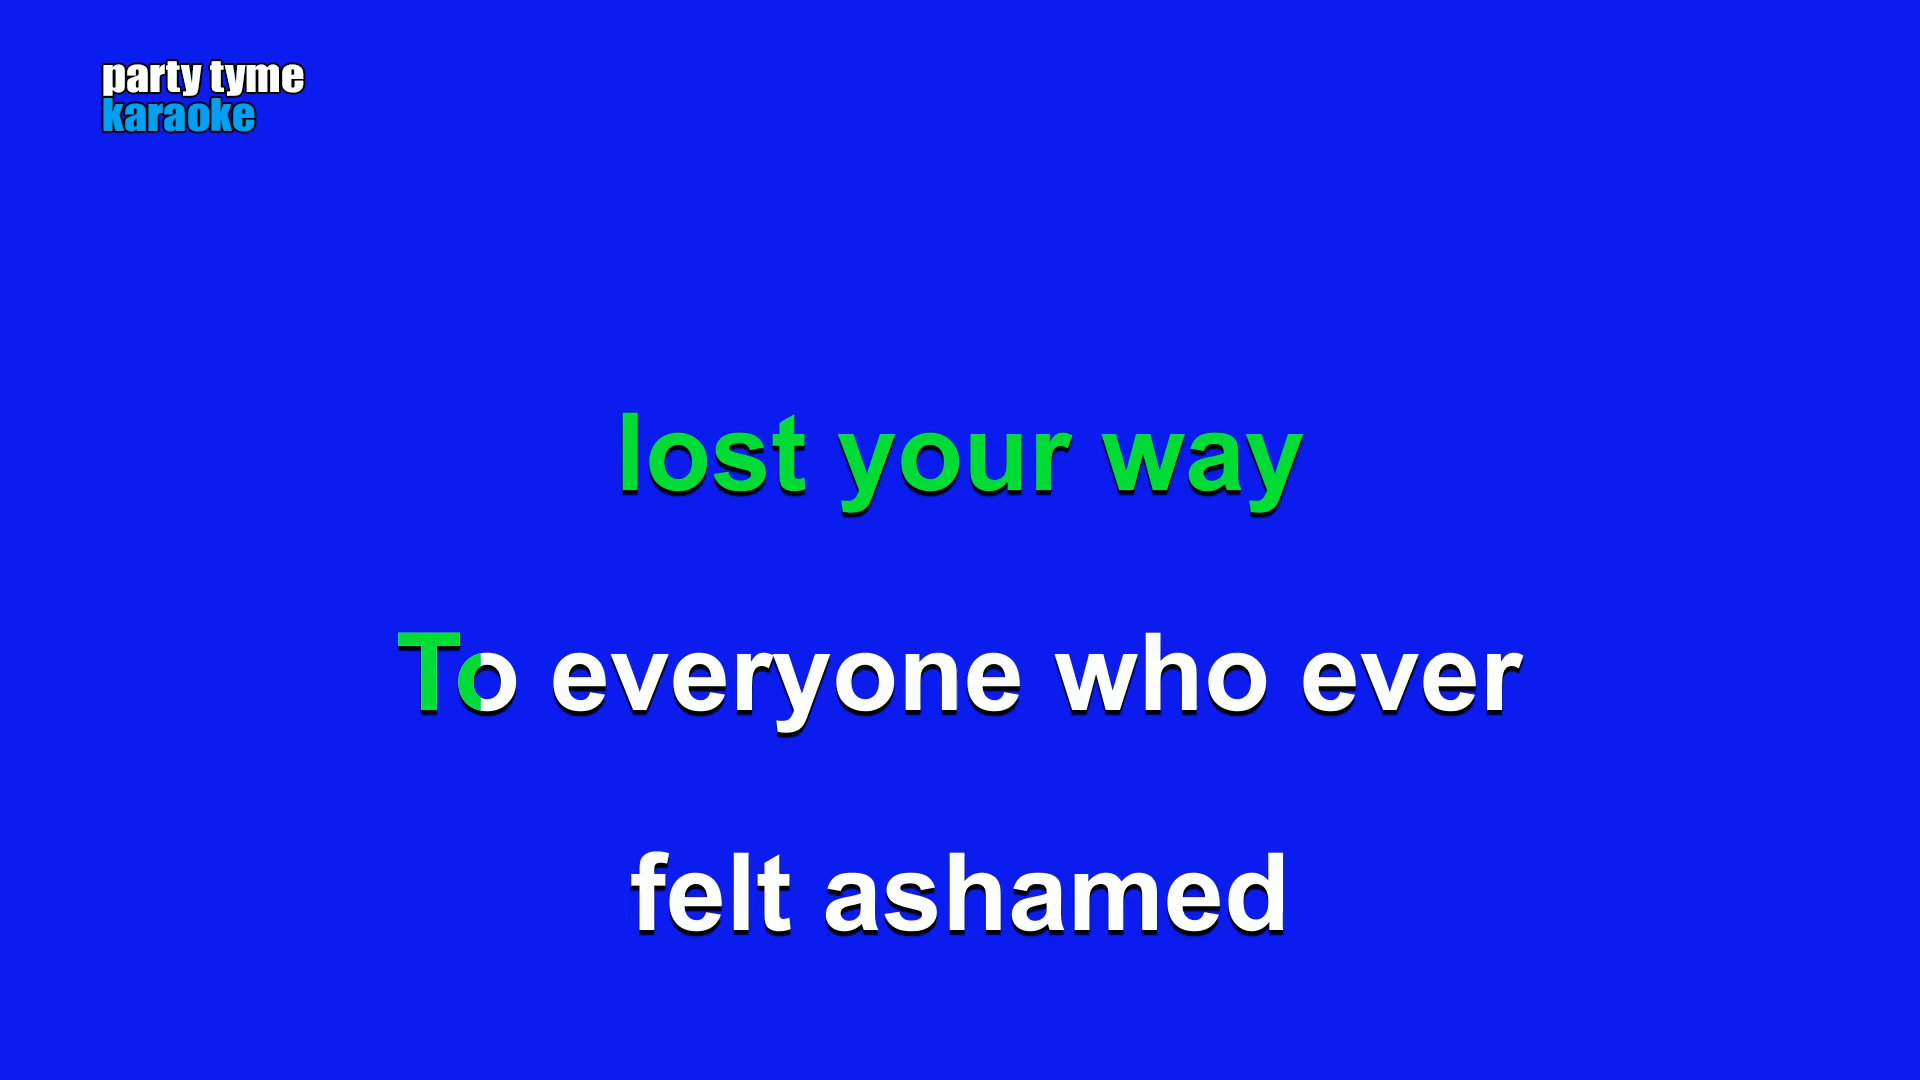 party tyme
karaoke
lost your way
To everyone who ever
felt ashamed